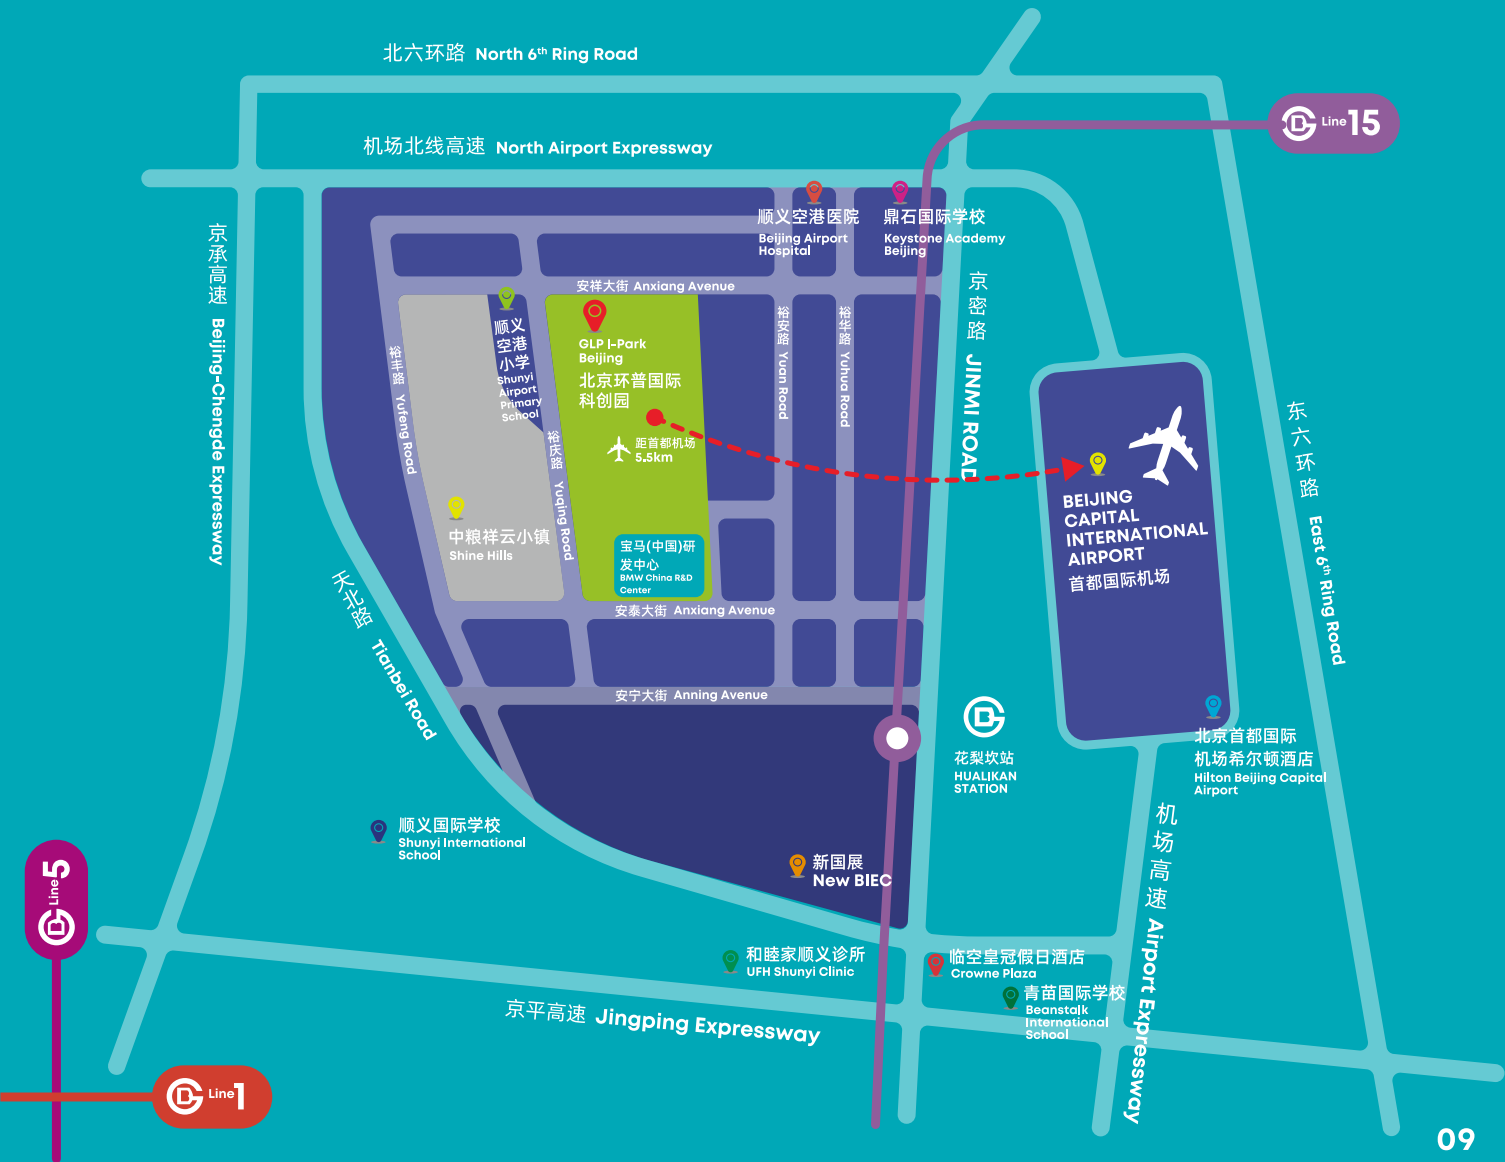 北六环路 North 6th Ring Road
Line 15
机场北线高速 North Airport Expressway
顺义空港医院
Beijing Airport
Hospital
鼎石国际学校
Keystone Academy
Beijing
京承高速 Beijing-Chengde Expressway
安祥大街 Anxiang Avenue
京密路 JINMI ROAD
顺义
空港
小学
Shunyi
Airport
Primary
School
GLP I-Park
Beijing
北京环普国际
科创园
裕安路 Yuan Road
裕华路 Yuhua Road
裕丰路 Yufeng Road
裕庆路 Yuqing Road
距首都机场
5.5km
东六环路 East 6th Ring Road
BEIJING
CAPITAL
INTERNATIONAL
AIRPORT
首都国际机场
中粮祥云小镇
Shine Hills
宝马(中国)研
发中心
BMW China R&D
Center
天北路 Tianbei Road
安泰大街 Anxiang Avenue
安宁大街 Anning Avenue
花梨坎站
HUALIKAN
STATION
北京首都国际
机场希尔顿酒店
Hilton Beijing Capital
Airport
机场高速 Airport Expressway
顺义国际学校
Shunyi International
School
新国展
New BIEC
Line 5
和睦家顺义诊所
UFH Shunyi Clinic
临空皇冠假日酒店
Crowne Plaza
青苗国际学校
Beanstalk
International
School
京平高速 Jingping Expressway
Line 1
09